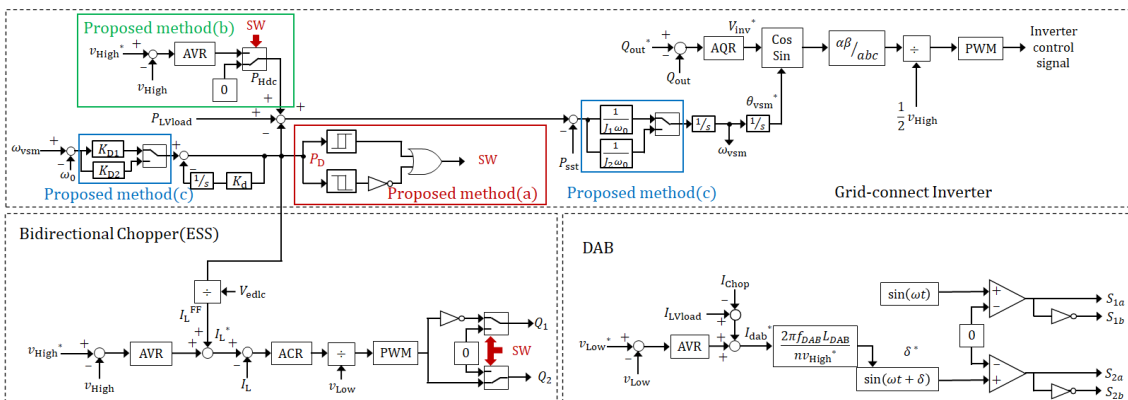 Proposed method(b)
SW
v_High*
+
−
AVR
v_High
0
P_Hdc
P_LVload
+
+
+
−
ω_vsm
+
−
ω_0
K_D1
K_D2
Proposed method(c)
+
−
1/s
K_d
P_D
SW
Proposed method(a)
Q_out*
+
−
Q_out
AQR
V_inv*
Cos
Sin
αβ/abc
÷
PWM
Inverter
control
signal
1/2 v_High
θ_vsm*
+
−
P_sst
1/J_1ω_0
1/J_2ω_0
1/s
ω_vsm
1/s
Proposed method(c)
Grid-connect Inverter
Bidirectional Chopper(ESS)
÷
V_edlc
I_L^FF
v_High*
+
−
v_High
AVR
+
+
I_L*
+
−
I_L
ACR
÷
v_Low
PWM
0
SW
Q_1
Q_2
DAB
I_Chop
−
I_LVload
+
v_Low*
+
−
v_Low
AVR
+
+
I_dab*
2πf_DAB L_DAB
nv_High*
δ*
sin(ωt)
sin(ωt + δ)
+
−
0
−
+
S_1a
S_1b
S_2a
S_2b